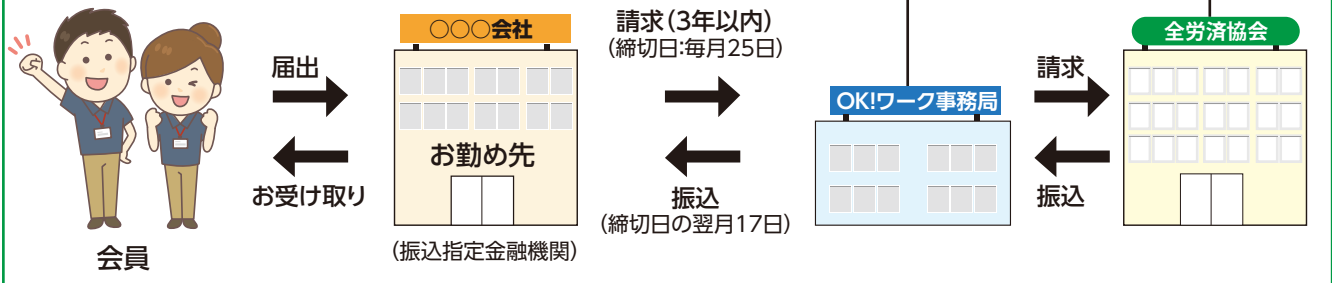 ○○○会社
請求(3年以内)
(締切日:毎月25日)
全労済協会
届出
OK!ワーク事務局
請求
お勤め先
お受け取り
振込
(締切日の翌月17日)
振込
(振込指定金融機関)
会員